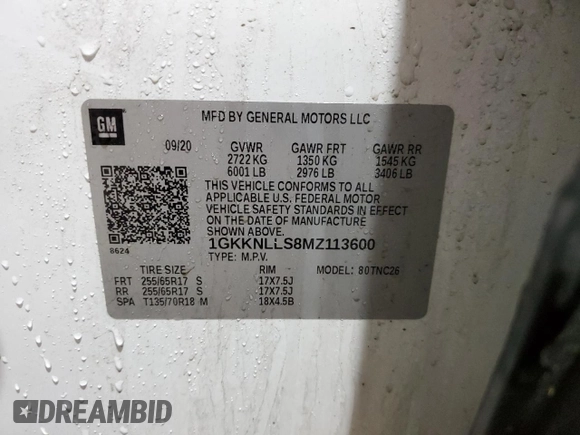 GM
MFD BY GENERAL MOTORS LLC
09/20 GVWR GAWR FRT GAWR RR
2722 KG 1350 KG 1545 KG
6001 LB 2976 LB 3406 LB
THIS VEHICLE CONFORMS TO ALL
APPLICABLE U.S. FEDERAL MOTOR
VEHICLE SAFETY STANDARDS IN EFFECT
ON THE DATE OF MANUFACTURE
SHOWN ABOVE.
8624
1GKKNLLS8MZ113600
TYPE: M.P.V.
TIRE SIZE RIM MODEL: 80TNC26
FRT 255/65R17 S 17X7.5J
RR 255/65R17 S 17X7.5J
SPA T135/70R18 M 18X4.5B
DREAMBID